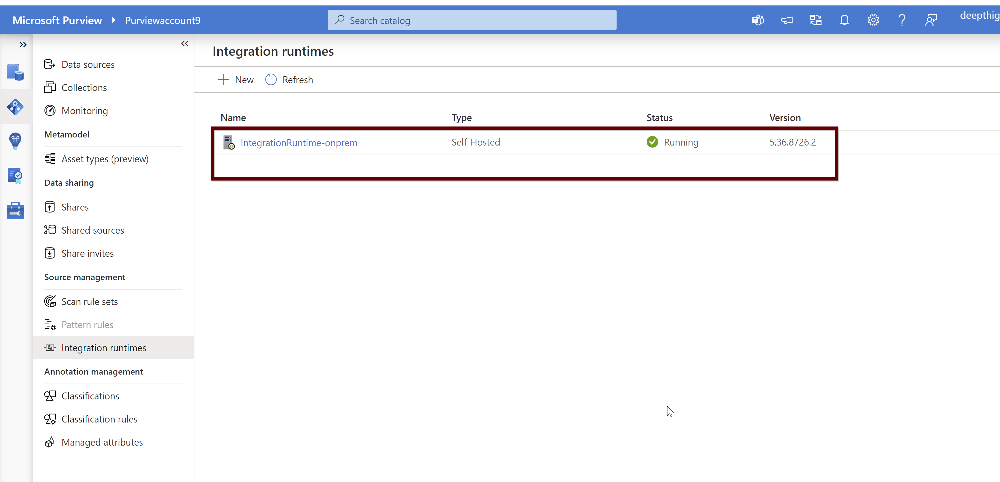 Microsoft Purview Purviewaccount9
Search catalog
deepthig
Data sources
Collections
Monitoring
Metamodel
Asset types (preview)
Data sharing
Shares
Shared sources
Share invites
Source management
Scan rule sets
Pattern rules
Integration runtimes
Annotation management
Classifications
Classification rules
Managed attributes
Integration runtimes
New Refresh
Name Type Status Version
IntegrationRuntime-onprem Self-Hosted Running 5.36.8726.2